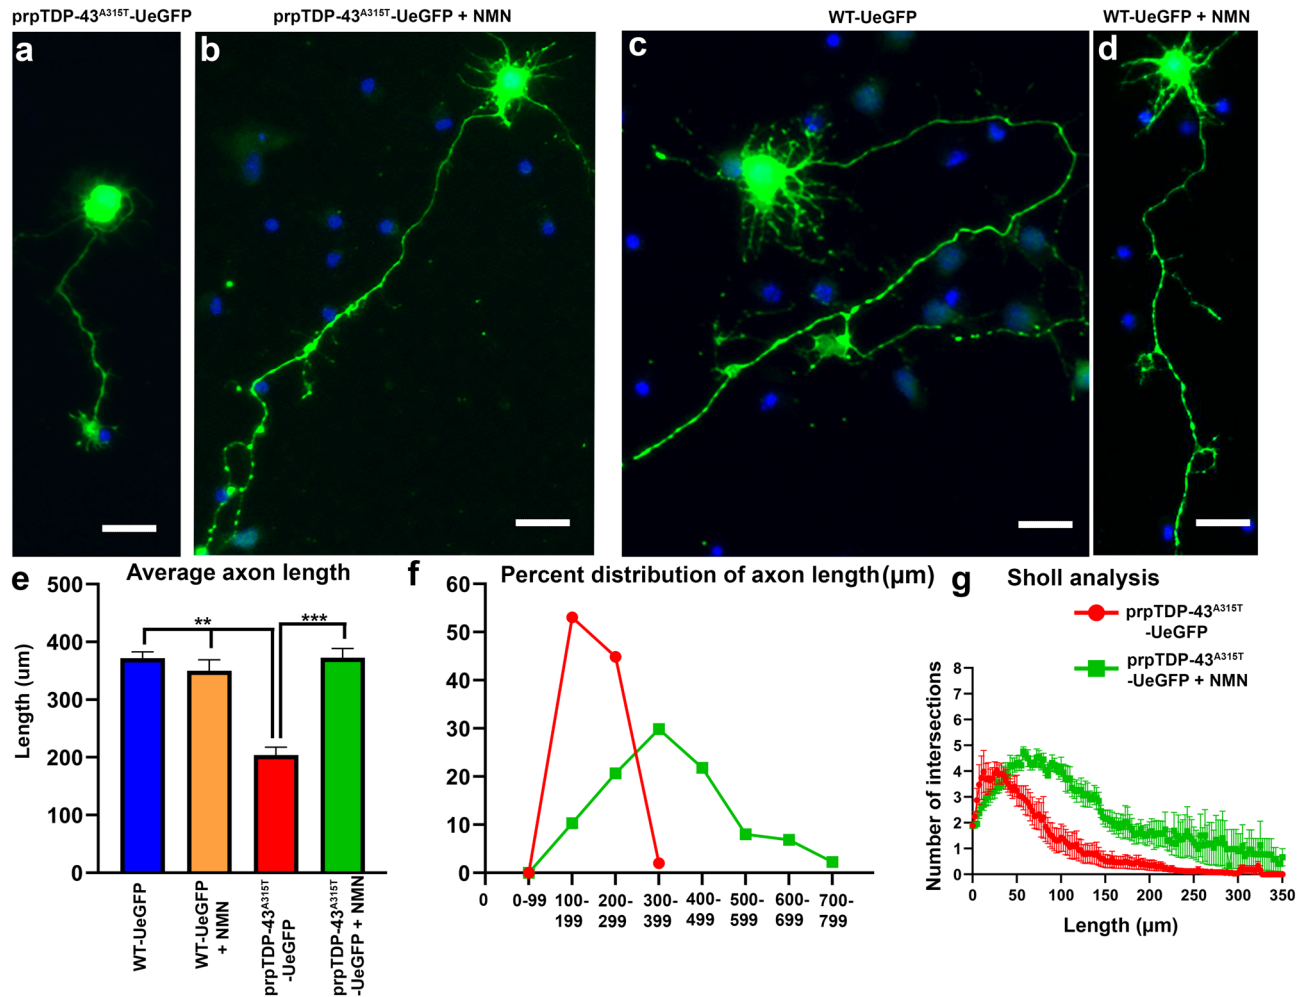 prpTDP-43A315T-UeGFP
prpTDP-43A315T-UeGFP + NMN
WT-UeGFP
WT-UeGFP + NMN
a
b
c
d
e
Average axon length
500
400
300
200
100
0
Length (um)
**
***
WT-UeGFP
WT-UeGFP
+ NMN
prpTDP-43A315T
-UeGFP
prpTDP-43A315T
-UeGFP + NMN
f
Percent distribution of axon length (µm)
60
50
40
30
20
10
0
0
0-99
100-
199
200-
299
300-
399
400-
499
500-
599
600-
699
700-
799
g
Sholl analysis
prpTDP-43A315T
-UeGFP
prpTDP-43A315T
-UeGFP + NMN
Number of intersections
8
7
6
5
4
3
2
1
0
0
50
100
150
200
250
300
350
Length (µm)